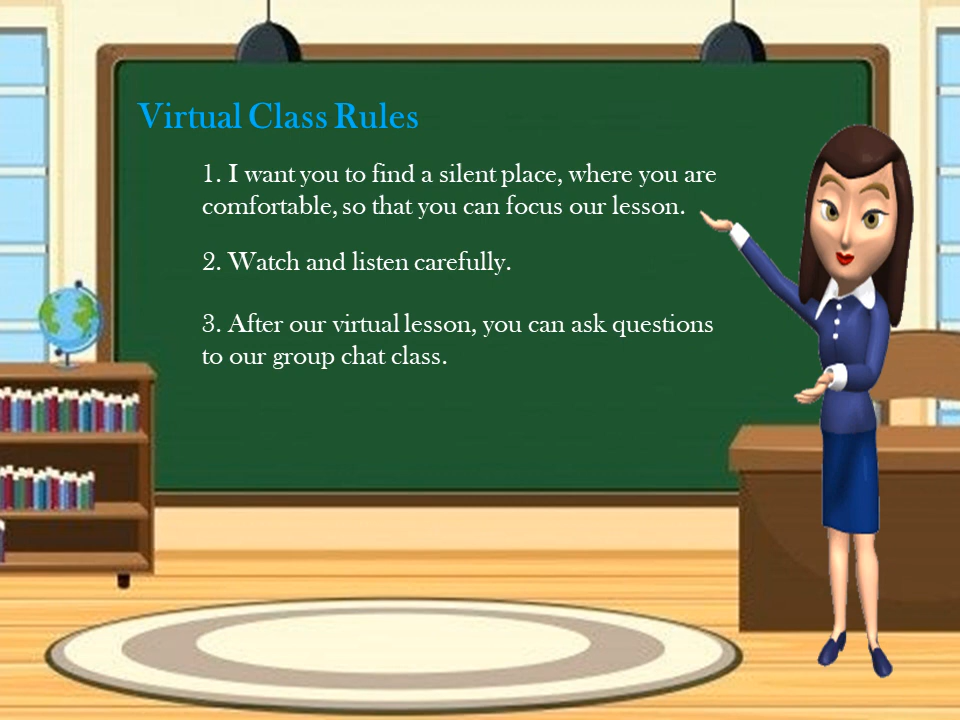 Virtual Class Rules
1. I want you to find a silent place, where you are
comfortable, so that you can focus our lesson.
2. Watch and listen carefully.
3. After our virtual lesson, you can ask questions
to our group chat class.